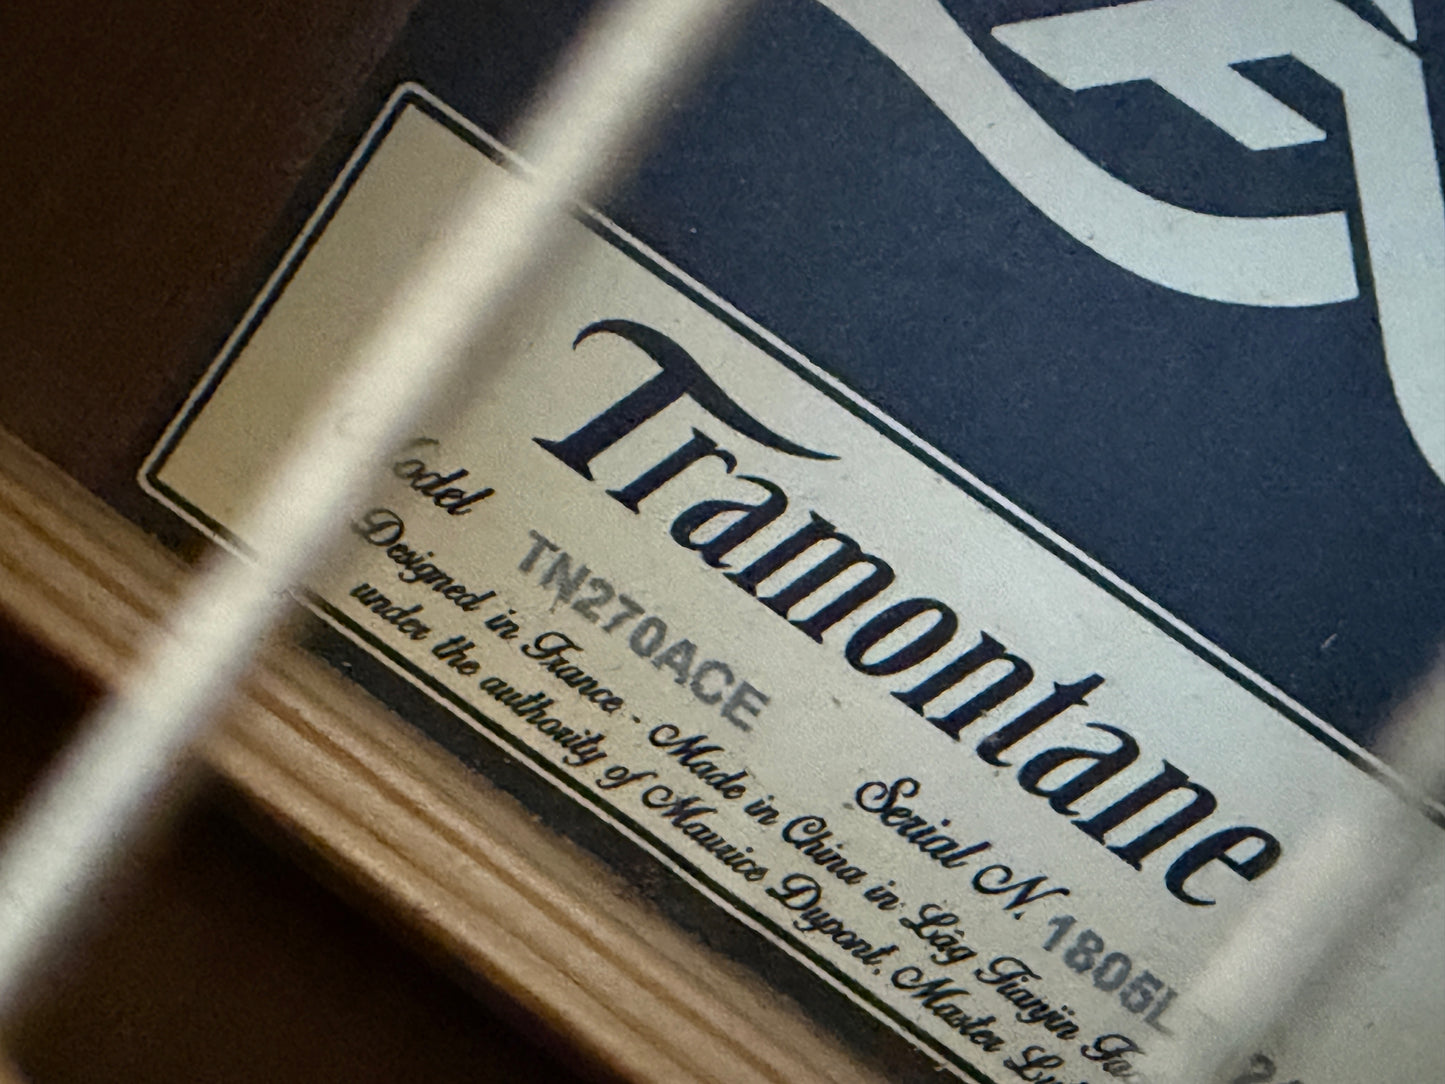 Tramontane
Model TN270ACE Serial N. 1805L
Designed in France - Made in China in Lâg Tianjin
under the authority of Maurice Dupont, Master